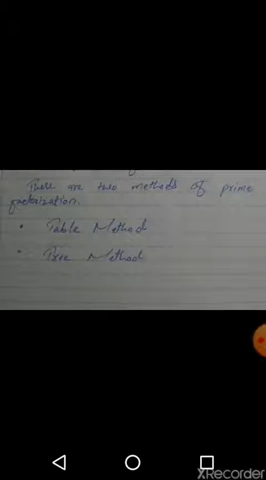 There are two methods of prime
factorization.
• Table Method
• Tree Method
XRecorder